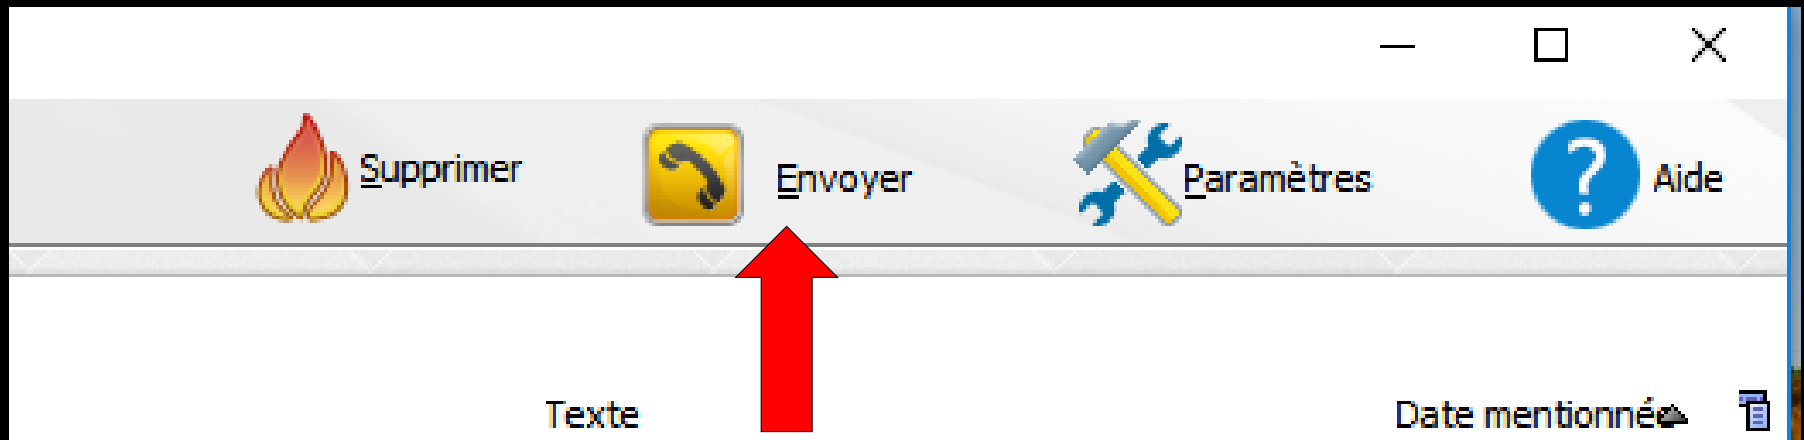 Supprimer Envoyer Paramètres ? Aide
Texte Date mentionnée